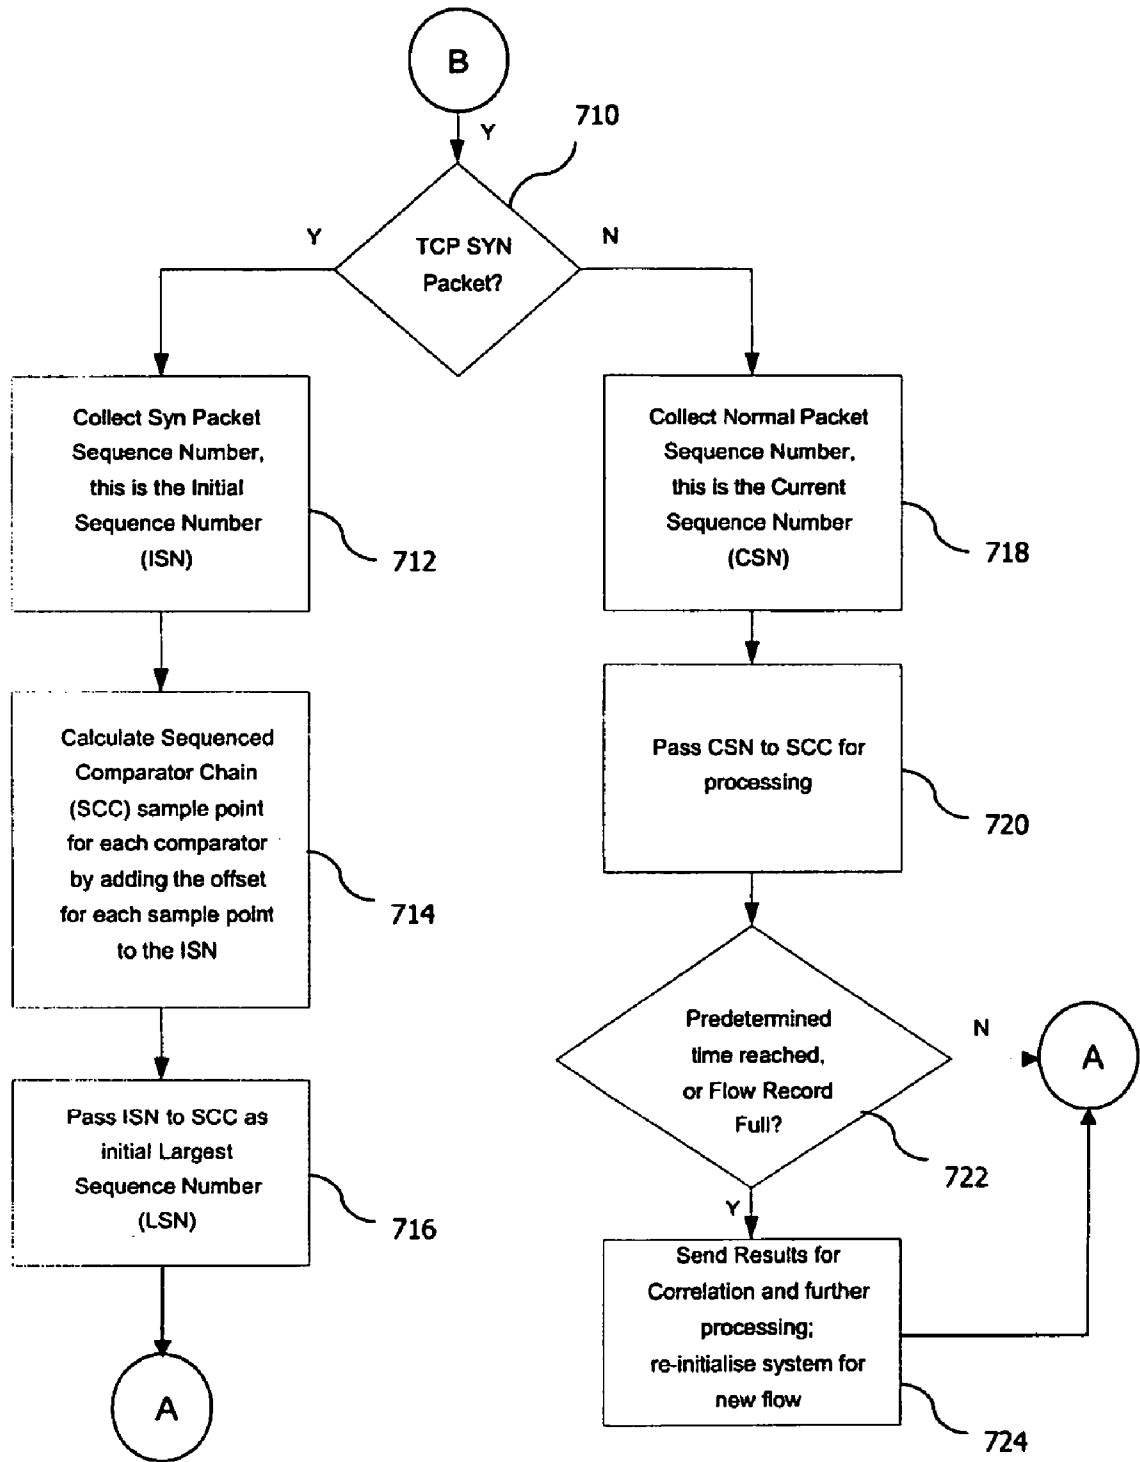 B
Y
710
TCP SYN
Packet?
Y
N
Collect Syn Packet
Sequence Number,
this is the Initial
Sequence Number
(ISN)
712
Calculate Sequenced
Comparator Chain
(SCC) sample point
for each comparator
by adding the offset
for each sample point
to the ISN
714
Pass ISN to SCC as
initial Largest
Sequence Number
(LSN)
716
A
Collect Normal Packet
Sequence Number,
this is the Current
Sequence Number
(CSN)
718
Pass CSN to SCC for
processing
720
Predetermined
time reached,
or Flow Record
Full?
722
N
A
Y
Send Results for
Correlation and further
processing;
re-initialise system for
new flow
724